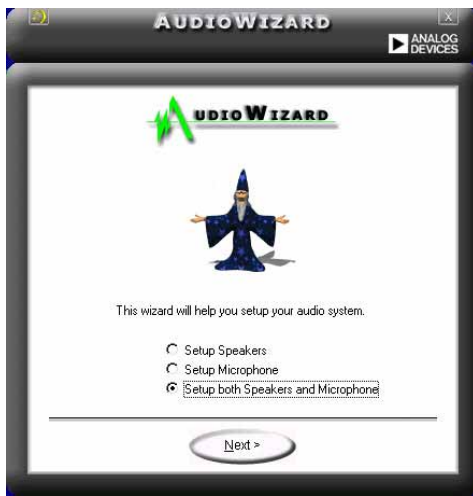 AUDIOWIZARD
X
ANALOG
DEVICES
AUDIOWIZARD
This wizard will help you setup your audio system.
Setup Speakers
Setup Microphone
Setup both Speakers and Microphone
Next >